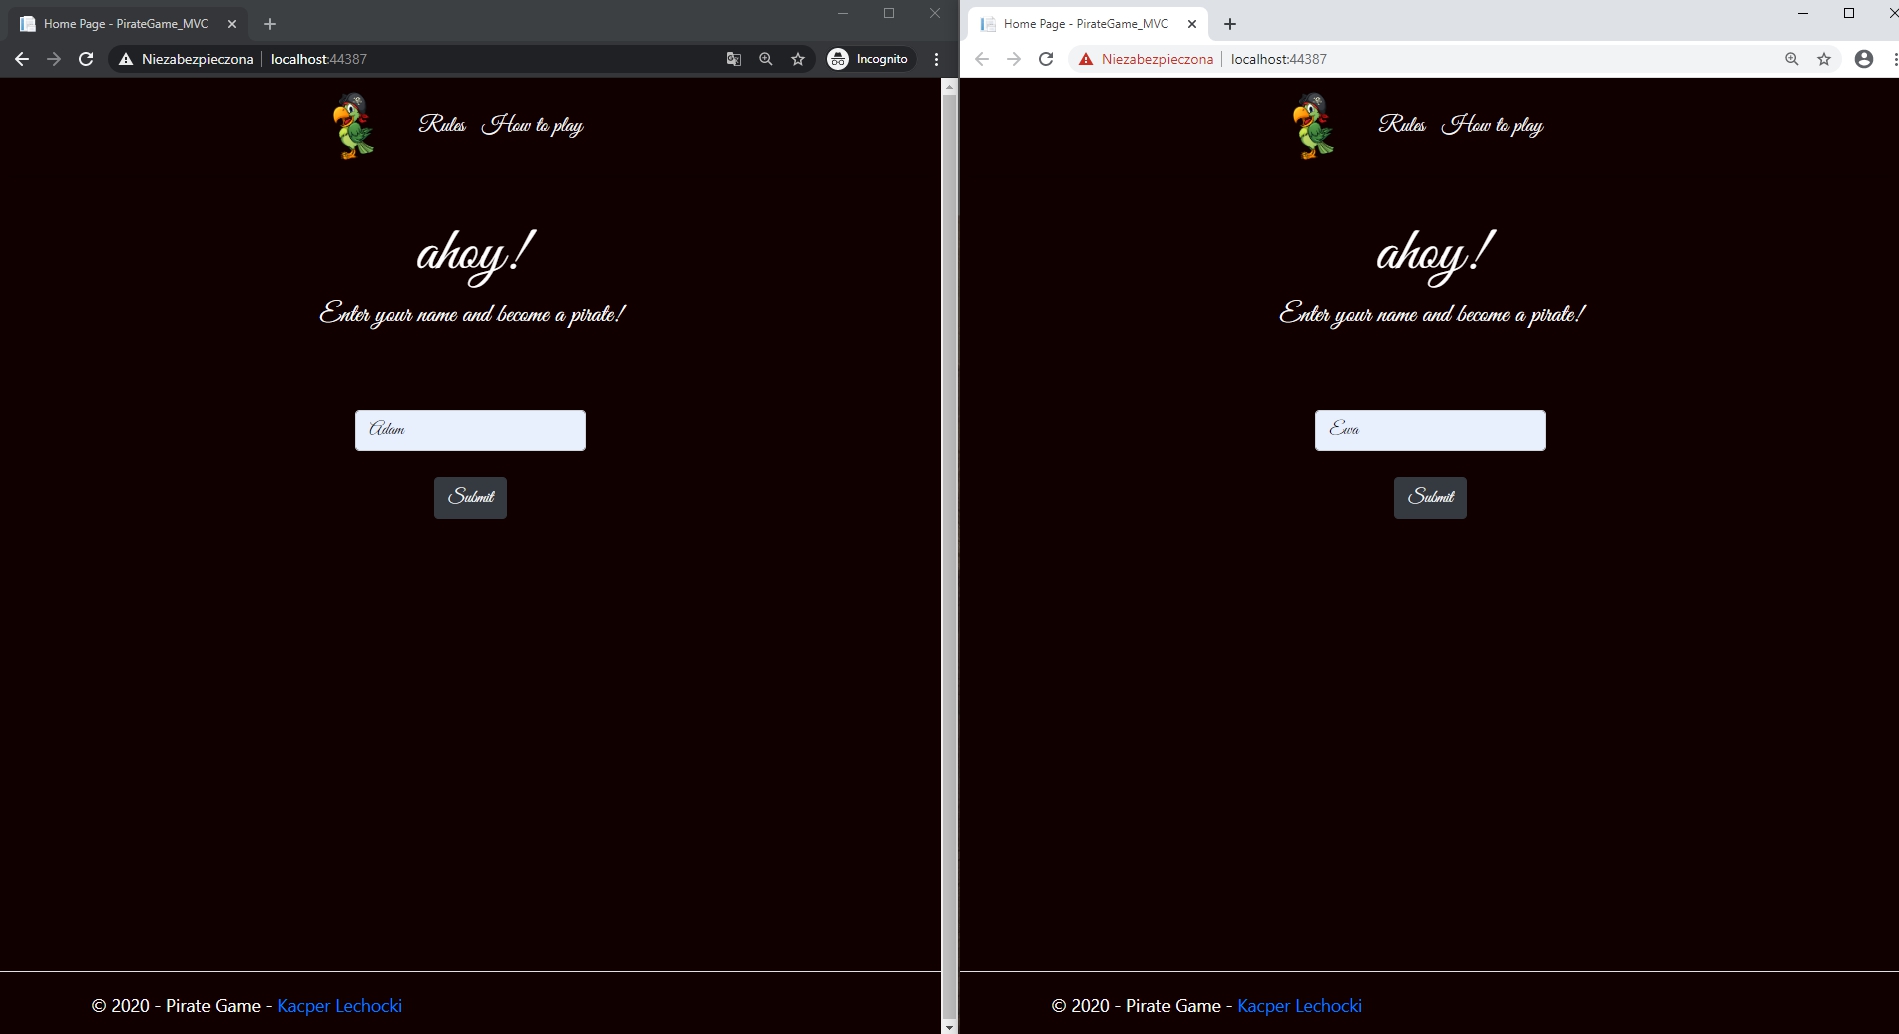 Home Page - PirateGame_MVC
Niezabezpieczona localhost:44387 Incognito
Rules How to play
ahoy!
Enter your name and become a pirate!
Adam
Submit
© 2020 - Pirate Game - Kacper Lechocki
Home Page - PirateGame_MVC
Niezabezpieczona localhost:44387
Rules How to play
ahoy!
Enter your name and become a pirate!
Ewa
Submit
© 2020 - Pirate Game - Kacper Lechocki